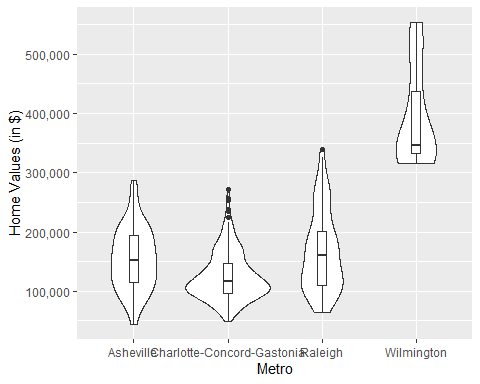 Home Values (in $)
500,000
400,000
300,000
200,000
100,000
Asheville Charlotte-Concord-Gastonia Raleigh Wilmington
Metro